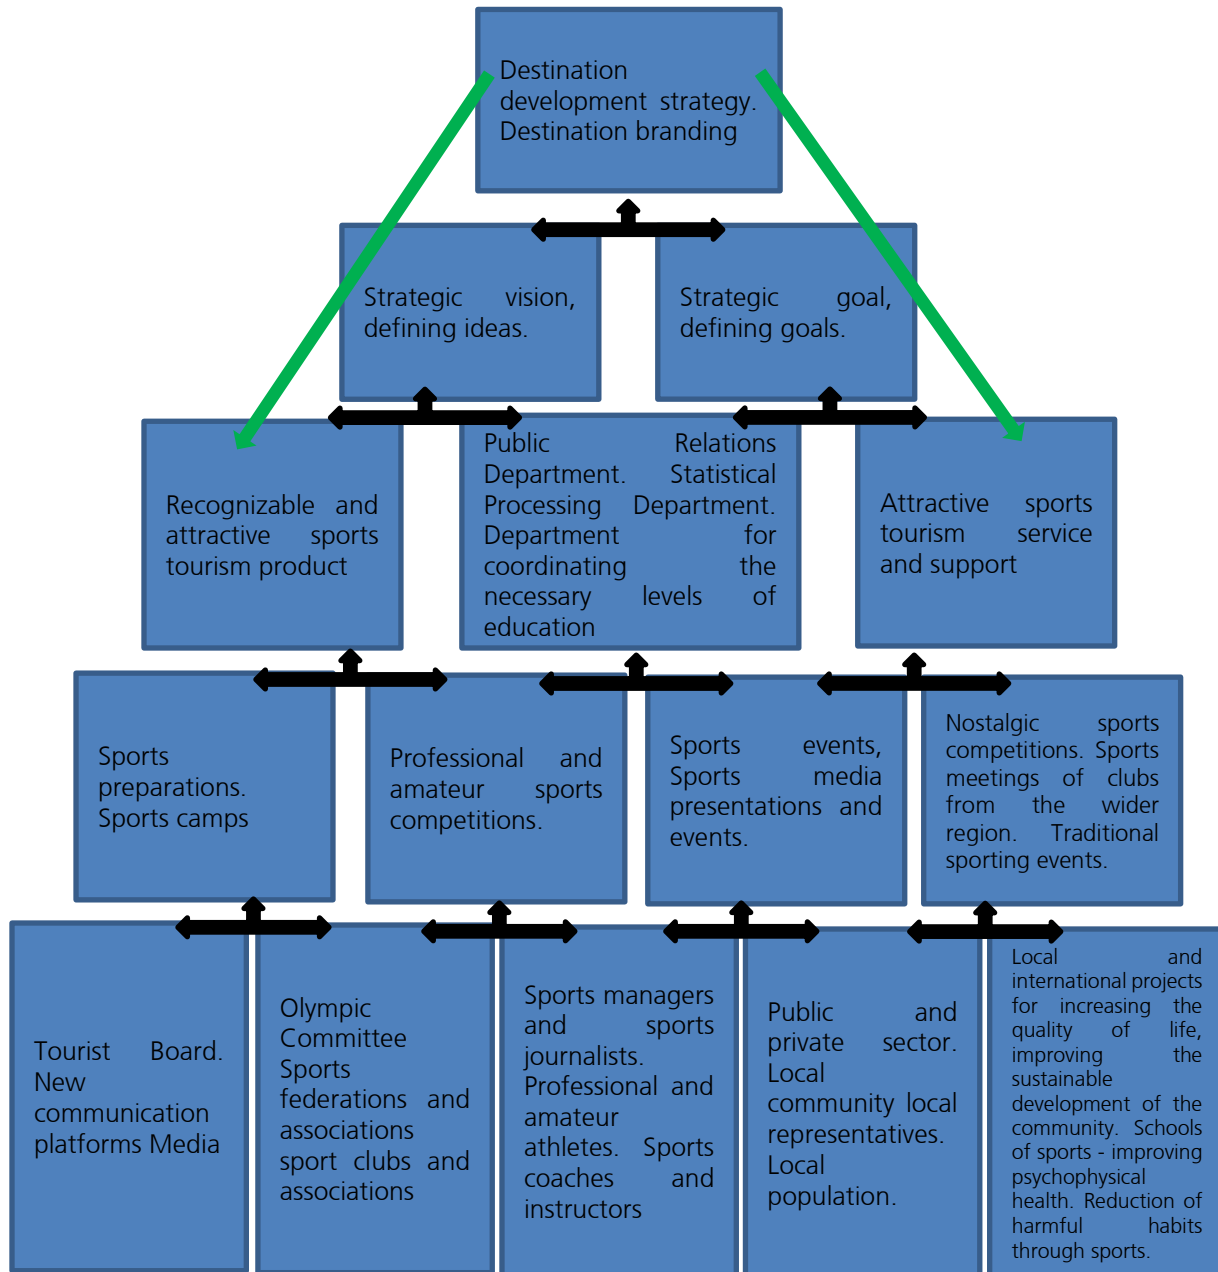 Destination
development strategy.
Destination branding
Strategic vision,
defining ideas.
Strategic goal,
defining goals.
Recognizable and
attractive sports
tourism product
Public Relations
Department. Statistical
Processing Department.
Department for
coordinating the
necessary levels of
education
Attractive sports
tourism service
and support
Sports
preparations.
Sports camps
Professional and
amateur sports
competitions.
Sports events,
Sports media
presentations and
events.
Nostalgic sports
competitions. Sports
meetings of clubs
from the wider
region. Traditional
sporting events.
Tourist Board.
New
communication
platforms Media
Olympic
Committee
Sports
federations and
associations
sport clubs and
associations
Sports managers
and sports
journalists.
Professional and
amateur
athletes. Sports
coaches and
instructors
Public and
private sector.
Local
community local
representatives.
Local
population.
Local and
international projects
for increasing the
quality of life,
improving the
sustainable
development of the
community. Schools
of sports - improving
psychophysical
health. Reduction of
harmful habits
through sports.